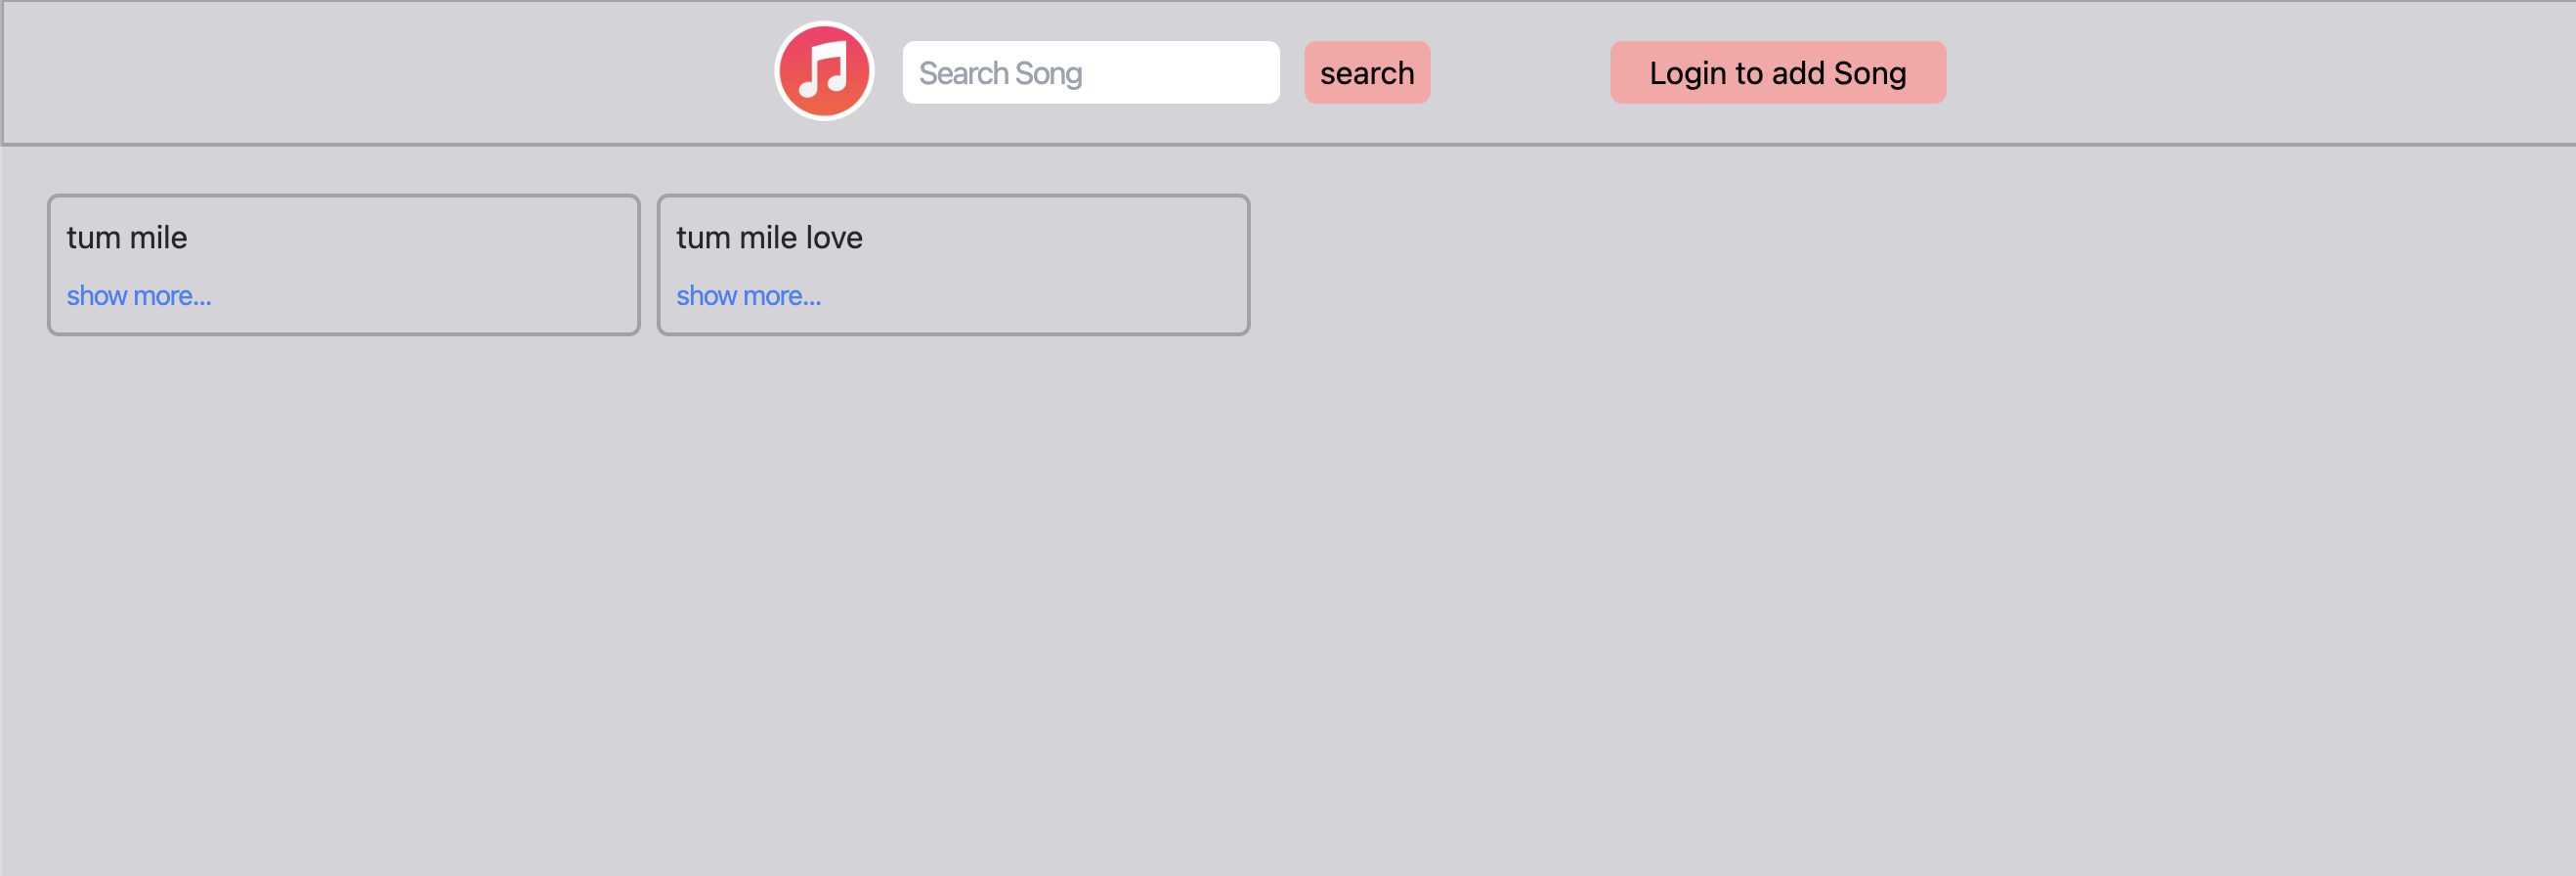 Search Song
search
Login to add Song
tum mile
show more...
tum mile love
show more...